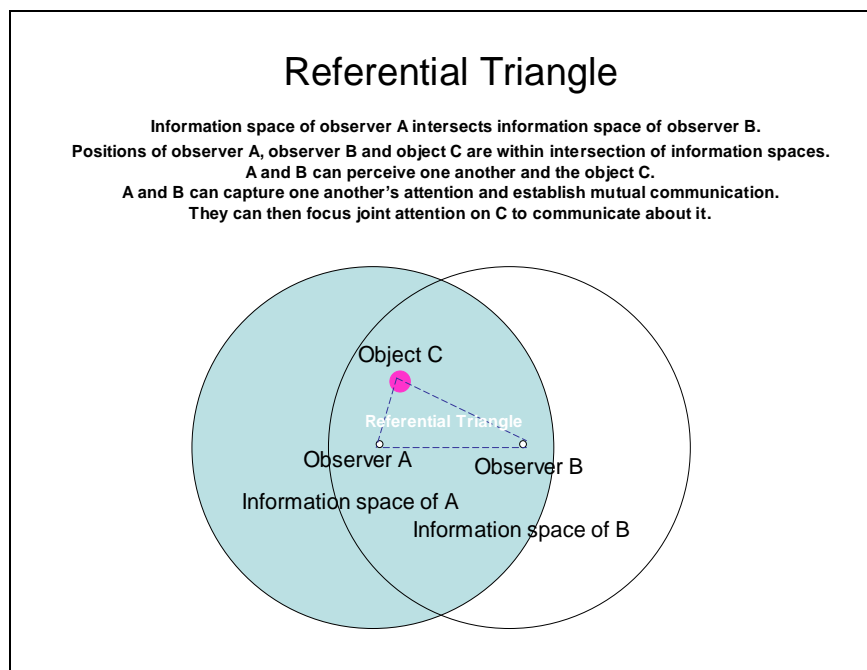 Referential Triangle
Information space of observer A intersects information space of observer B.
Positions of observer A, observer B and object C are within intersection of information spaces.
A and B can perceive one another and the object C.
A and B can capture one another’s attention and establish mutual communication.
They can then focus joint attention on C to communicate about it.
Object C
Referential Triangle
Observer A
Observer B
Information space of A
Information space of B